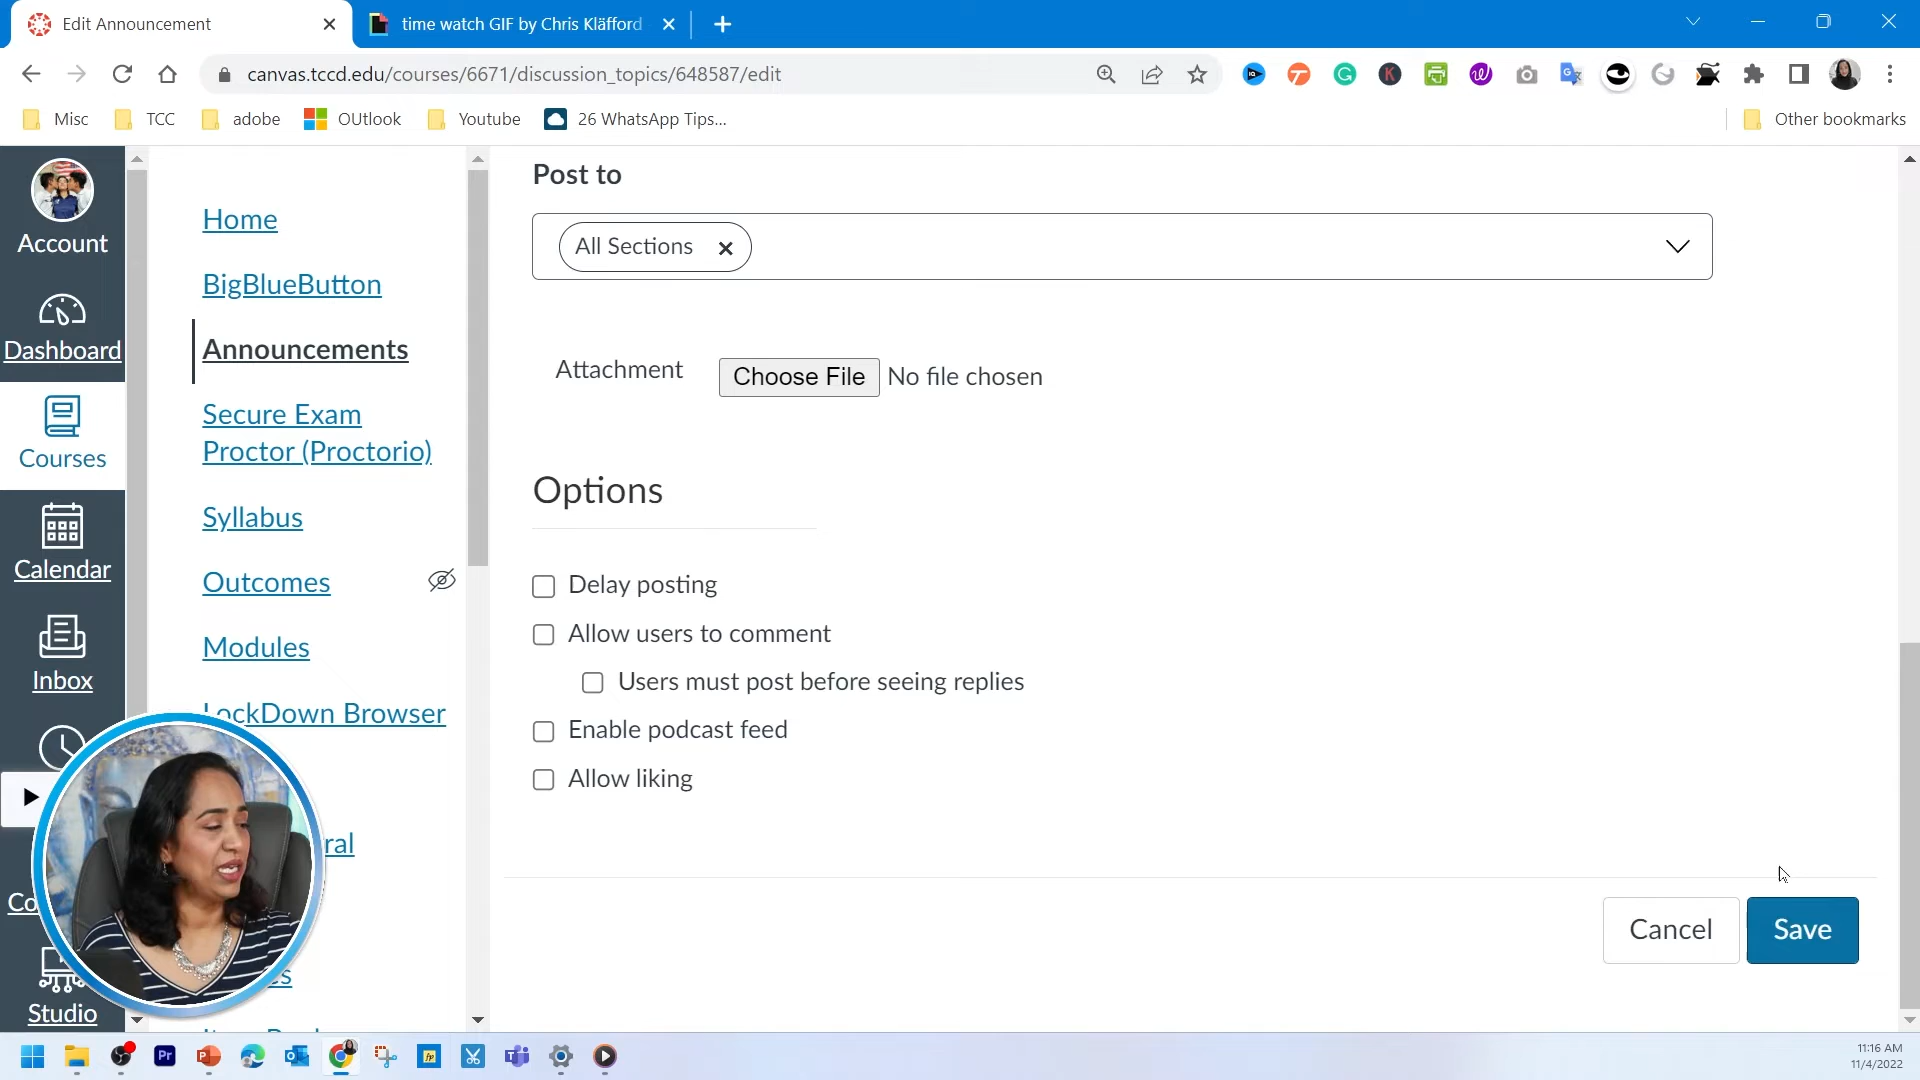 Edit Announcement
time watch GIF by Chris Kläfford
canvas.tccd.edu/courses/6671/discussion_topics/648587/edit
Misc
TCC
adobe
OUtlook
Youtube
26 WhatsApp Tips...
Other bookmarks
Account
Dashboard
Courses
Calendar
Inbox
Co
Studio
Home
BigBlueButton
Announcements
Secure Exam
Proctor (Proctorio)
Syllabus
Outcomes
Modules
LockDown Browser
ral
es
Post to
All Sections
Attachment
Choose File
No file chosen
Options
Delay posting
Allow users to comment
Users must post before seeing replies
Enable podcast feed
Allow liking
Cancel
Save
11:16 AM
11/4/2022